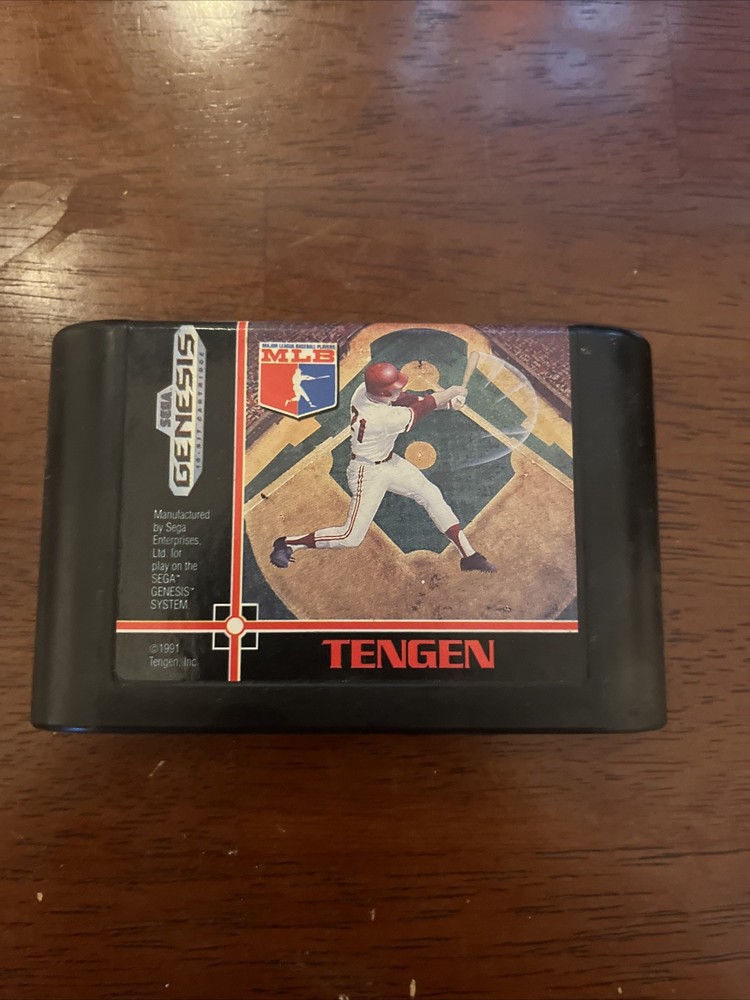 SEGA
GENESIS
16-BIT CARTRIDGE
MAJOR LEAGUE BASEBALL PLAYERS
MLB
21
Manufactured
by Sega
Enterprises,
Ltd. for
play on the
SEGA™
GENESIS™
SYSTEM.
©1991
Tengen, Inc.
TENGEN